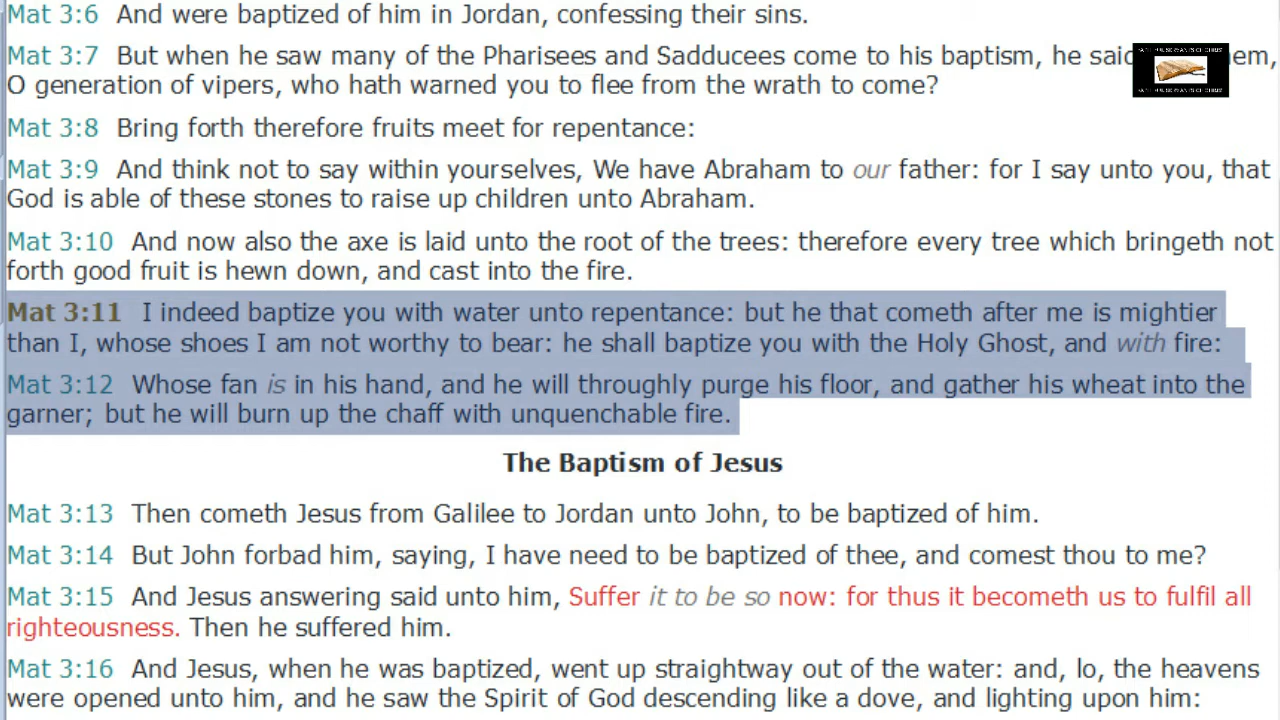 Mat 3:6 And were baptized of him in Jordan, confessing their sins.
Mat 3:7 But when he saw many of the Pharisees and Sadducees come to his baptism, he said
O generation of vipers, who hath warned you to flee from the wrath to come?
Mat 3:8 Bring forth therefore fruits meet for repentance:
Mat 3:9 And think not to say within yourselves, We have Abraham to our father: for I say unto you, that
God is able of these stones to raise up children unto Abraham.
Mat 3:10 And now also the axe is laid unto the root of the trees: therefore every tree which bringeth not
forth good fruit is hewn down, and cast into the fire.
Mat 3:11 I indeed baptize you with water unto repentance: but he that cometh after me is mightier
than I, whose shoes I am not worthy to bear: he shall baptize you with the Holy Ghost, and with fire:
Mat 3:12 Whose fan is in his hand, and he will throughly purge his floor, and gather his wheat into the
garner; but he will burn up the chaff with unquenchable fire.
The Baptism of Jesus
Mat 3:13 Then cometh Jesus from Galilee to Jordan unto John, to be baptized of him.
Mat 3:14 But John forbad him, saying, I have need to be baptized of thee, and comest thou to me?
Mat 3:15 And Jesus answering said unto him, Suffer it to be so now: for thus it becometh us to fulfil all
righteousness. Then he suffered him.
Mat 3:16 And Jesus, when he was baptized, went up straightway out of the water: and, lo, the heavens
were opened unto him, and he saw the Spirit of God descending like a dove, and lighting upon him: